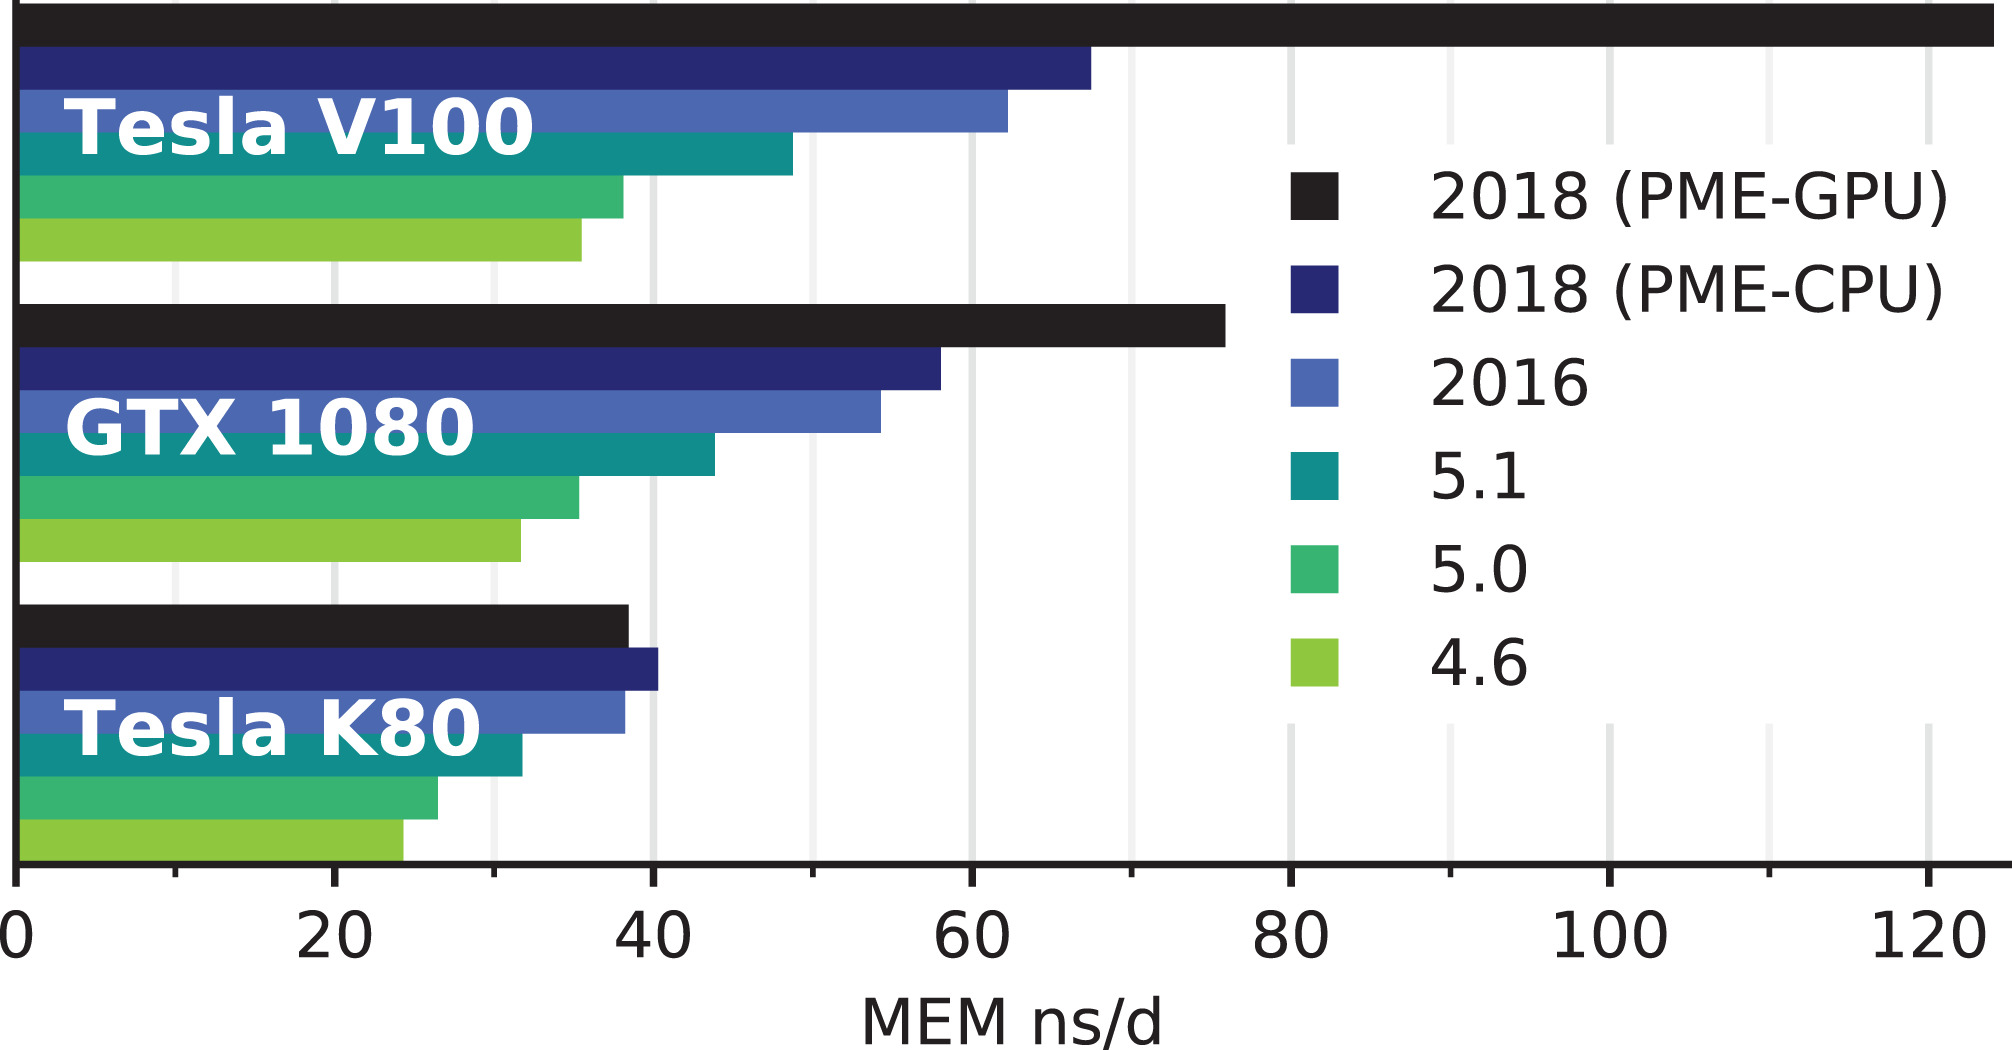 Tesla V100
GTX 1080
Tesla K80
2018 (PME-GPU)
2018 (PME-CPU)
2016
5.1
5.0
4.6
0 20 40 60 80 100 120
MEM ns/d